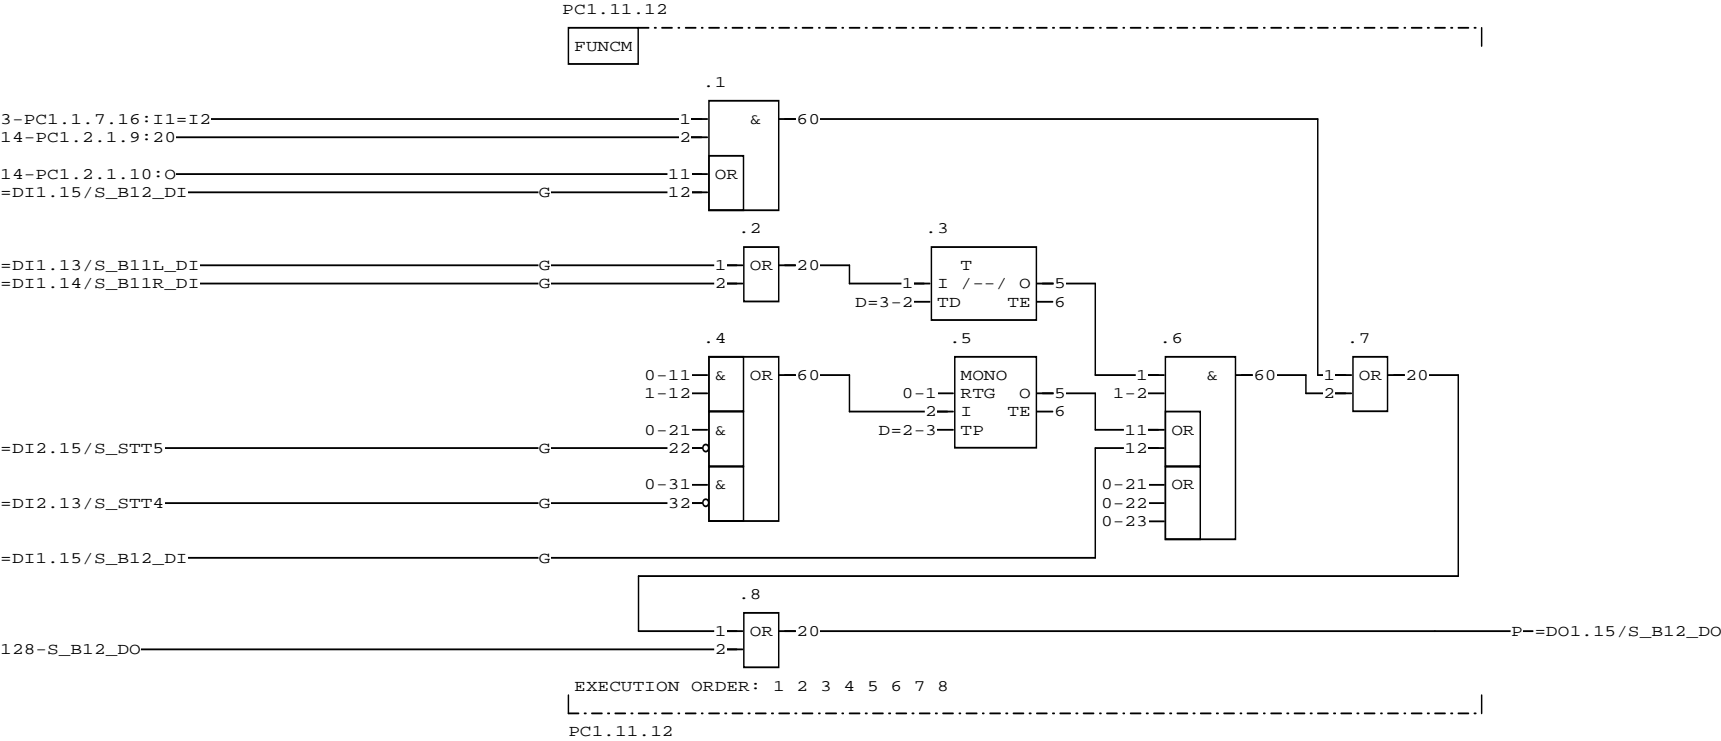 PC1.11.12
FUNCM
.1
3-PC1.1.7.16:I1=I2 1 & 60
14-PC1.2.1.9:20 2
14-PC1.2.1.10:O 11 OR
=DI1.15/S_B12_DI G 12
.2 .3
=DI1.13/S_B11L_DI G 1 OR 20 T
=DI1.14/S_B11R_DI G 2 1 I /--/ O 5
D=3-2 TD TE 6
.4 .5 .6 .7
0-11 & OR 60 MONO 1 & 60 1 OR 20
1-12 0-1 RTG O 5 1-2 2
2 I TE 6
0-21 & D=2-3 TP 11 OR
=DI2.15/S_STT5 G 22 12
0-31 & 0-21 OR
=DI2.13/S_STT4 G 32 0-22
0-23
=DI1.15/S_B12_DI G
.8
1 OR 20 P =DO1.15/S_B12_DO
128-S_B12_DO 2
EXECUTION ORDER: 1 2 3 4 5 6 7 8
PC1.11.12